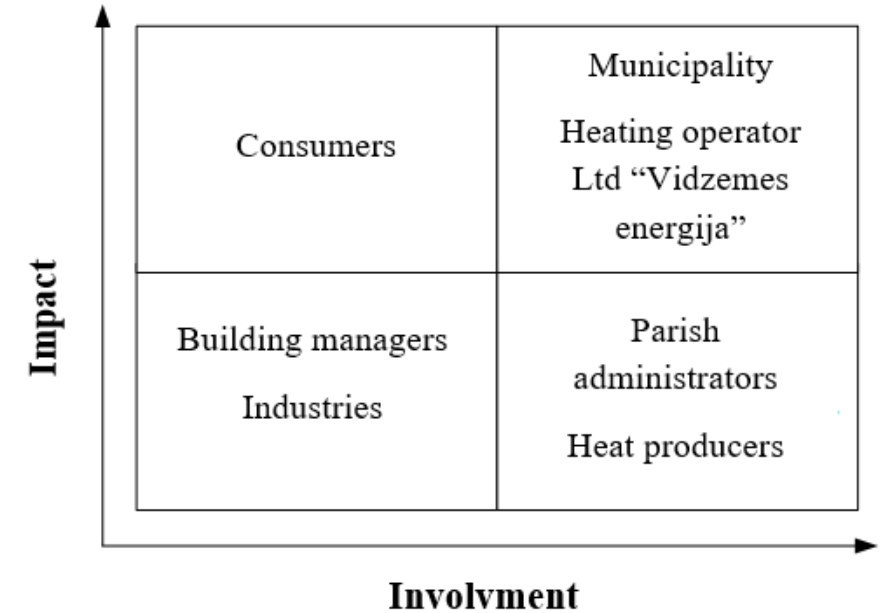 Consumers
Municipality
Heating operator
Ltd “Vidzemes
energija”
Building managers
Industries
Parish
administrators
Heat producers
Impact
Involvment